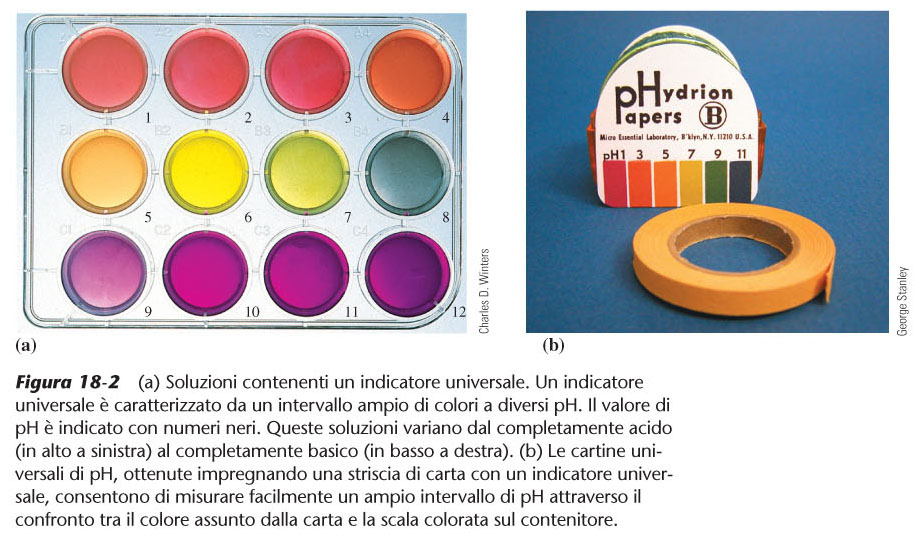 1 2 3 4
5 6 7 8
9 10 11 12
Charles D. Winters
(a)
pHydrion
Papers B
Micro Essential Laboratory, B'klyn, N.Y. 11210 U.S.A.
pH1 3 5 7 9 11
George Stanley
(b)
Figura 18-2 (a) Soluzioni contenenti un indicatore universale. Un indicatore
universale è caratterizzato da un intervallo ampio di colori a diversi pH. Il valore di
pH è indicato con numeri neri. Queste soluzioni variano dal completamente acido
(in alto a sinistra) al completamente basico (in basso a destra). (b) Le cartine uni-
versali di pH, ottenute impregnando una striscia di carta con un indicatore univer-
sale, consentono di misurare facilmente un ampio intervallo di pH attraverso il
confronto tra il colore assunto dalla carta e la scala colorata sul contenitore.